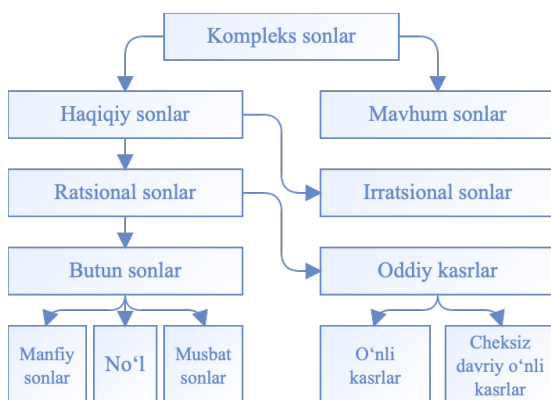 Kompleks sonlar
Haqiqiy sonlar
Mavhum sonlar
Ratsional sonlar
Irratsional sonlar
Butun sonlar
Oddiy kasrlar
Manfiy
sonlar
No‘l
Musbat
sonlar
O‘nli
kasrlar
Cheksiz
davriy o‘nli
kasrlar